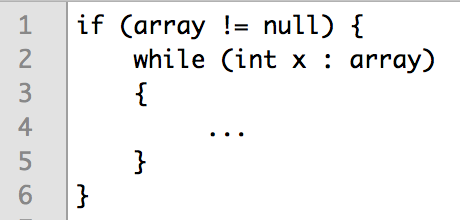 1 if (array != null) {
2     while (int x : array)
3     {
4         ...
5     }
6 }